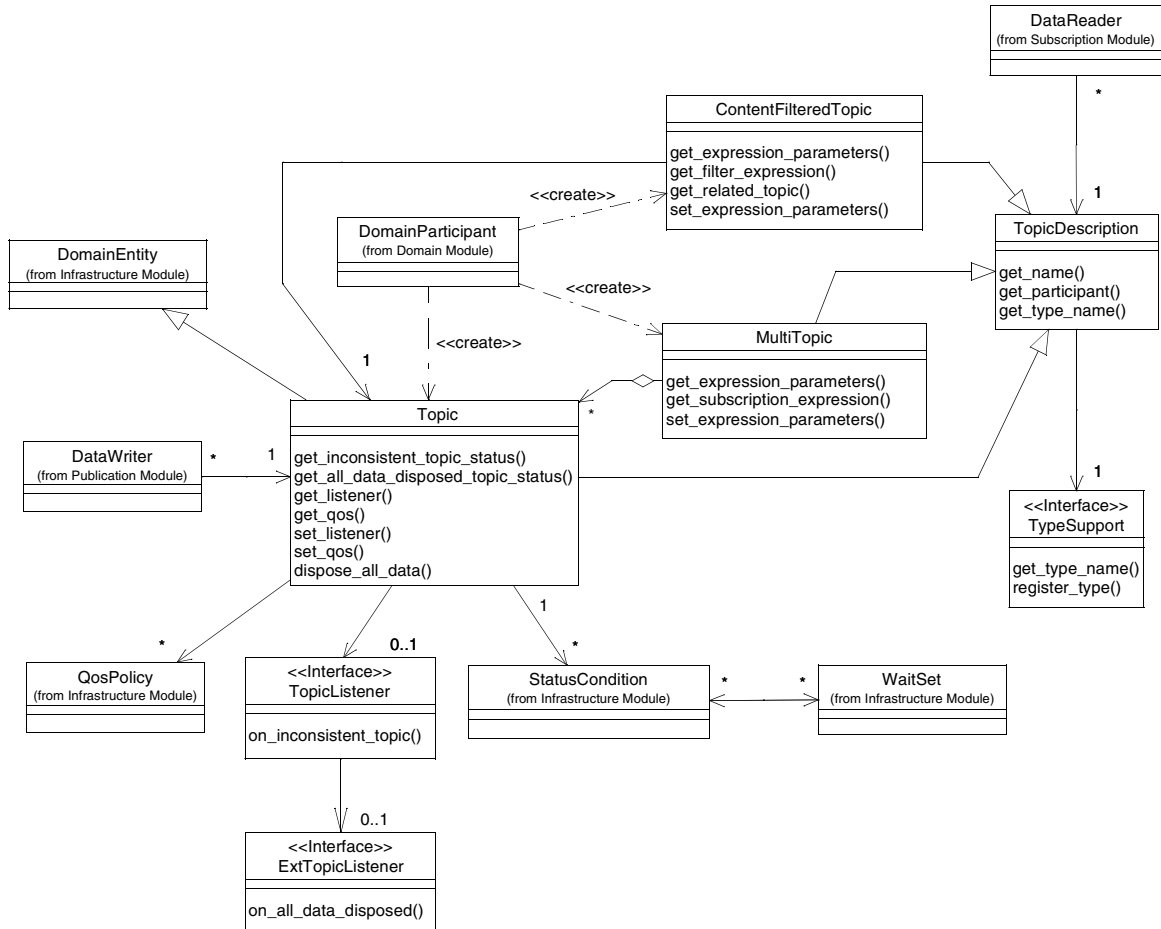 DataReader
(from Subscription Module)
*
1
ContentFilteredTopic
get_expression_parameters()
get_filter_expression()
get_related_topic()
set_expression_parameters()
<<create>>
DomainParticipant
(from Domain Module)
<<create>>
<<create>>
TopicDescription
get_name()
get_participant()
get_type_name()
DomainEntity
(from Infrastructure Module)
1
MultiTopic
get_expression_parameters()
get_subscription_expression()
set_expression_parameters()
*
Topic
get_inconsistent_topic_status()
get_all_data_disposed_topic_status()
get_listener()
get_qos()
set_listener()
set_qos()
dispose_all_data()
DataWriter
(from Publication Module)
*
1
1
<<Interface>>
TypeSupport
get_type_name()
register_type()
*
0..1
1
*
QosPolicy
(from Infrastructure Module)
<<Interface>>
TopicListener
on_inconsistent_topic()
StatusCondition
(from Infrastructure Module)
*
*
WaitSet
(from Infrastructure Module)
0..1
<<Interface>>
ExtTopicListener
on_all_data_disposed()